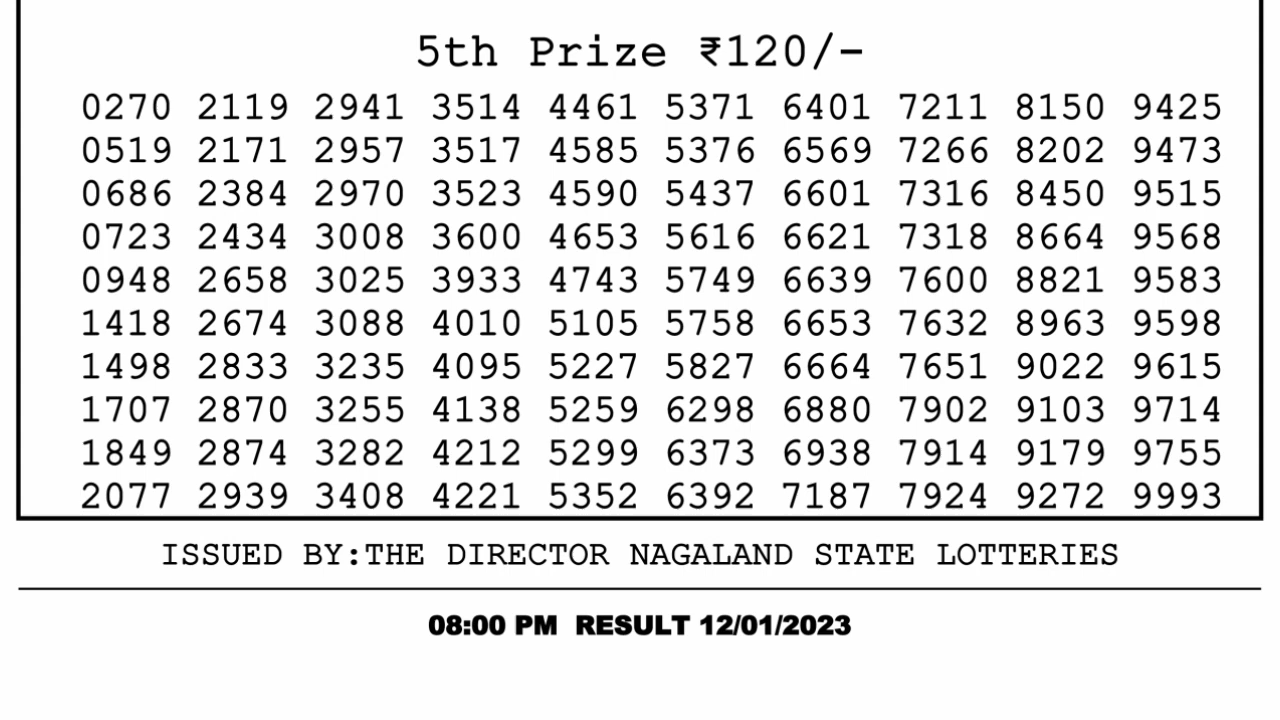 5th Prize ₹120/-
0270 2119 2941 3514 4461 5371 6401 7211 8150 9425
0519 2171 2957 3517 4585 5376 6569 7266 8202 9473
0686 2384 2970 3523 4590 5437 6601 7316 8450 9515
0723 2434 3008 3600 4653 5616 6621 7318 8664 9568
0948 2658 3025 3933 4743 5749 6639 7600 8821 9583
1418 2674 3088 4010 5105 5758 6653 7632 8963 9598
1498 2833 3235 4095 5227 5827 6664 7651 9022 9615
1707 2870 3255 4138 5259 6298 6880 7902 9103 9714
1849 2874 3282 4212 5299 6373 6938 7914 9179 9755
2077 2939 3408 4221 5352 6392 7187 7924 9272 9993
ISSUED BY:THE DIRECTOR NAGALAND STATE LOTTERIES
08:00 PM RESULT 12/01/2023